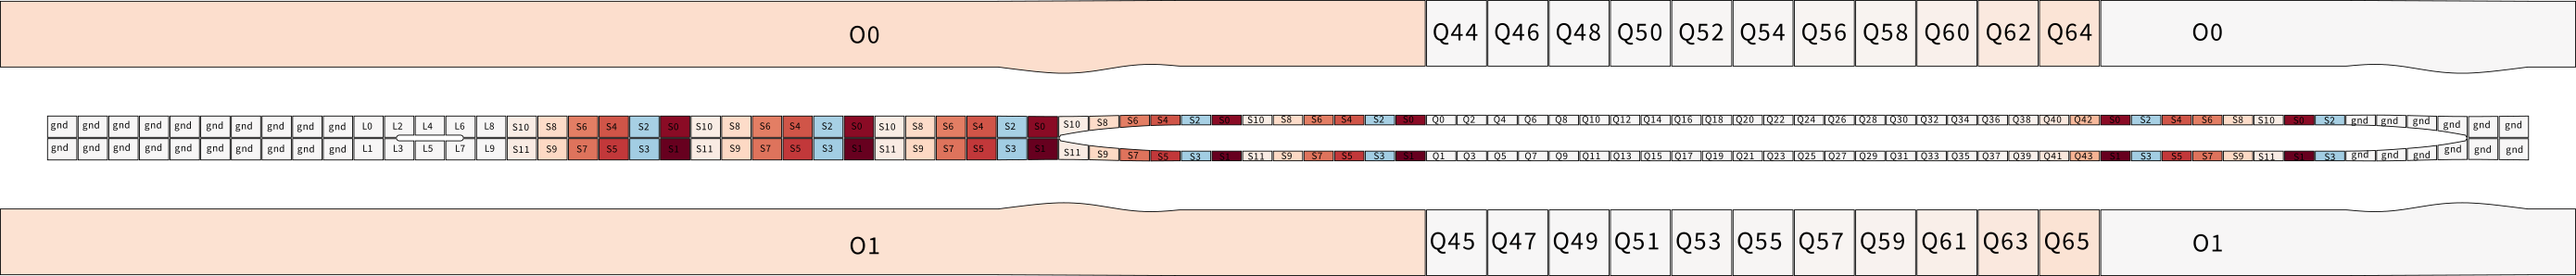 O0 Q44 Q46 Q48 Q50 Q52 Q54 Q56 Q58 Q60 Q62 Q64 O0
gnd gnd gnd gnd gnd gnd gnd gnd gnd gnd L0 L2 L4 L6 L8 S10 S8 S6 S4 S2 S0 S10 S8 S6 S4 S2 S0 S10 S8 S6 S4 S2 S0 S10 S8 S6 S4 S2 S0 S10 S8 S6 S4 S2 S0 Q0 Q2 Q4 Q6 Q8 Q10 Q12 Q14 Q16 Q18 Q20 Q22 Q24 Q26 Q28 Q30 Q32 Q34 Q36 Q38 Q40 Q42 S0 S2 S4 S6 S8 S10 S0 S2 gnd gnd gnd gnd gnd gnd
gnd gnd gnd gnd gnd gnd gnd gnd gnd gnd L1 L3 L5 L7 L9 S11 S9 S7 S5 S3 S1 S11 S9 S7 S5 S3 S1 S11 S9 S7 S5 S3 S1 S11 S9 S7 S5 S3 S1 S11 S9 S7 S5 S3 S1 Q1 Q3 Q5 Q7 Q9 Q11 Q13 Q15 Q17 Q19 Q21 Q23 Q25 Q27 Q29 Q31 Q33 Q35 Q37 Q39 Q41 Q43 S1 S3 S5 S7 S9 S11 S1 S3 gnd gnd gnd gnd gnd gnd
O1 Q45 Q47 Q49 Q51 Q53 Q55 Q57 Q59 Q61 Q63 Q65 O1